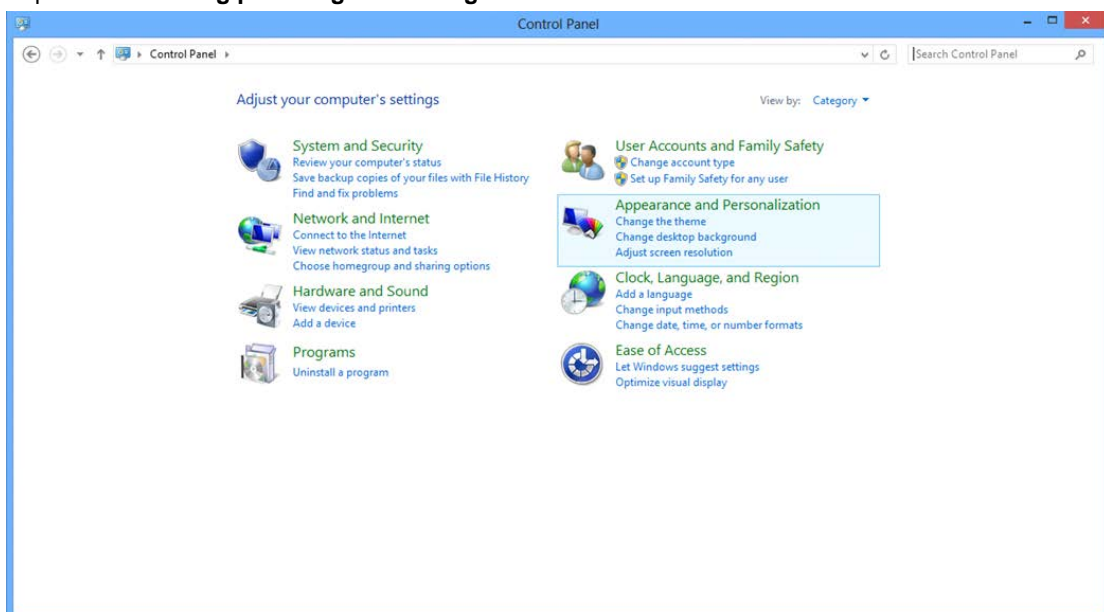 Control Panel
Control Panel
Search Control Panel
Adjust your computer's settings
View by: Category
System and Security
Review your computer's status
Save backup copies of your files with File History
Find and fix problems
Network and Internet
Connect to the Internet
View network status and tasks
Choose homegroup and sharing options
Hardware and Sound
View devices and printers
Add a device
Programs
Uninstall a program
User Accounts and Family Safety
Change account type
Set up Family Safety for any user
Appearance and Personalization
Change the theme
Change desktop background
Adjust screen resolution
Clock, Language, and Region
Add a language
Change input methods
Change date, time, or number formats
Ease of Access
Let Windows suggest settings
Optimize visual display